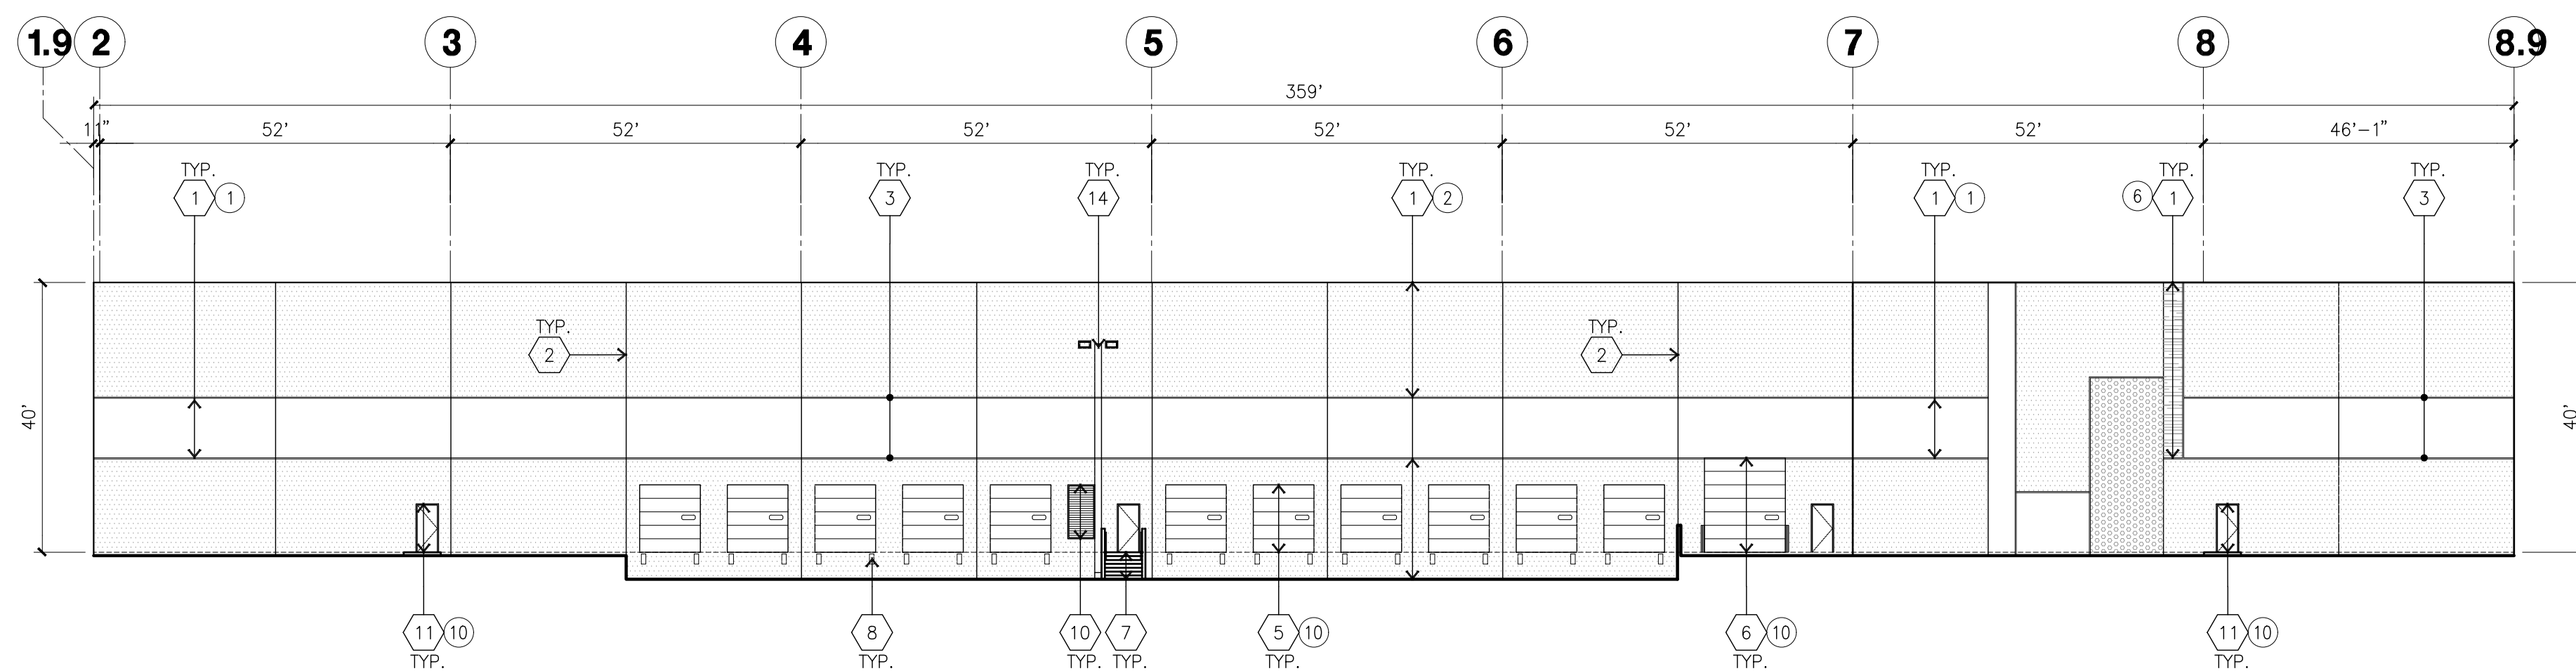 1.9 2 3 4 5 6 7 8 8.9
359'
11" 52' 52' 52' 52' 52' 52' 46'-1"
TYP. TYP. TYP. TYP. TYP. TYP. TYP.
1 1 3 14 1 2 1 1 6 1 3
TYP. TYP.
2 2
40' 40'
11 10 8 10 7 5 10 6 10 11 10
TYP. TYP. TYP. TYP. TYP. TYP. TYP.